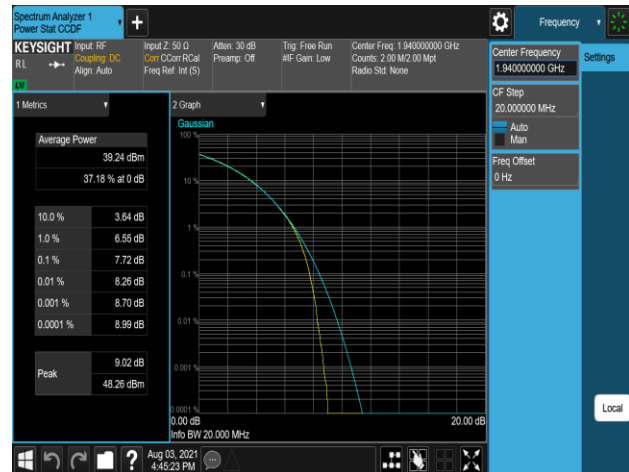 Spectrum Analyzer 1
Power Stat CCDF
+
Frequency
KEYSIGHT
RL
LXI
Input: RF
Coupling: DC
Align: Auto
Input Z: 50 Ω
Corr CCorr RCal
Freq Ref: Int (S)
Atten: 30 dB
Preamp: Off
Trig: Free Run
#IF Gain: Low
Center Freq: 1.940000000 GHz
Counts: 2.00 M/2.00 Mpt
Radio Std: None
Center Frequency
1.940000000 GHz
Settings
CF Step
20.000000 MHz
Auto
Man
Freq Offset
0 Hz
1 Metrics
Average Power
39.24 dBm
37.18 % at 0 dB
10.0 % 3.64 dB
1.0 % 6.55 dB
0.1 % 7.72 dB
0.01 % 8.26 dB
0.001 % 8.70 dB
0.0001 % 8.99 dB
Peak
9.02 dB
48.26 dBm
2 Graph
Gaussian
100 %
10 %
1 %
0.1 %
0.01 %
0.001 %
0.0001 %
0.00 dB 20.00 dB
Info BW 20.000 MHz
Local
?
Aug 03, 2021
4:45:23 PM